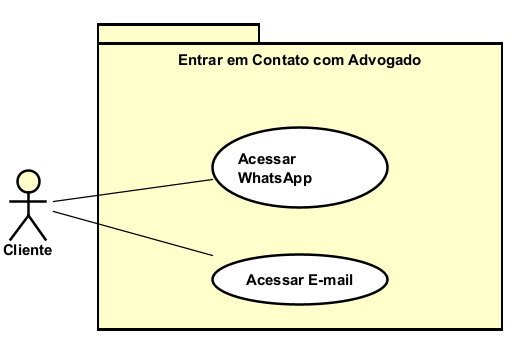 Entrar em Contato com Advogado
Acessar
WhatsApp
Cliente
Acessar E-mail